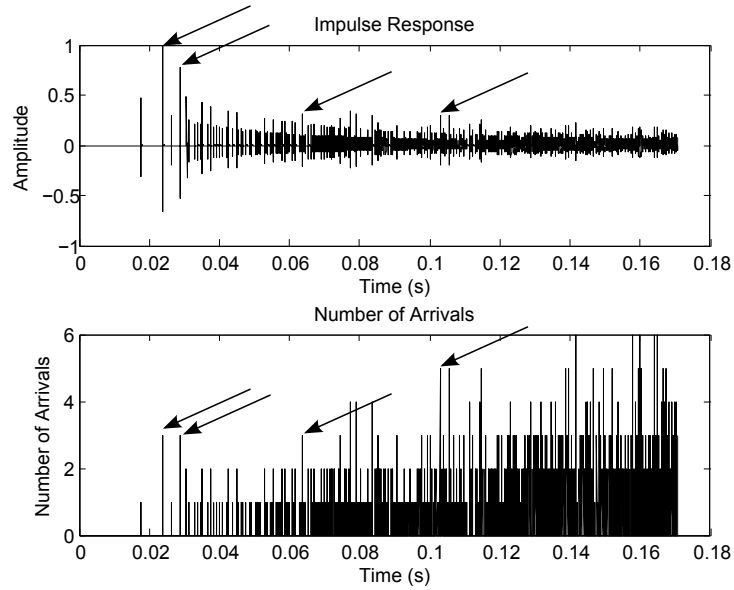 Impulse Response
1
0.5
0
−0.5
−1
Amplitude
0 0.02 0.04 0.06 0.08 0.1 0.12 0.14 0.16 0.18
Time (s)
Number of Arrivals
6
4
2
0
Number of Arrivals
0 0.02 0.04 0.06 0.08 0.1 0.12 0.14 0.16 0.18
Time (s)